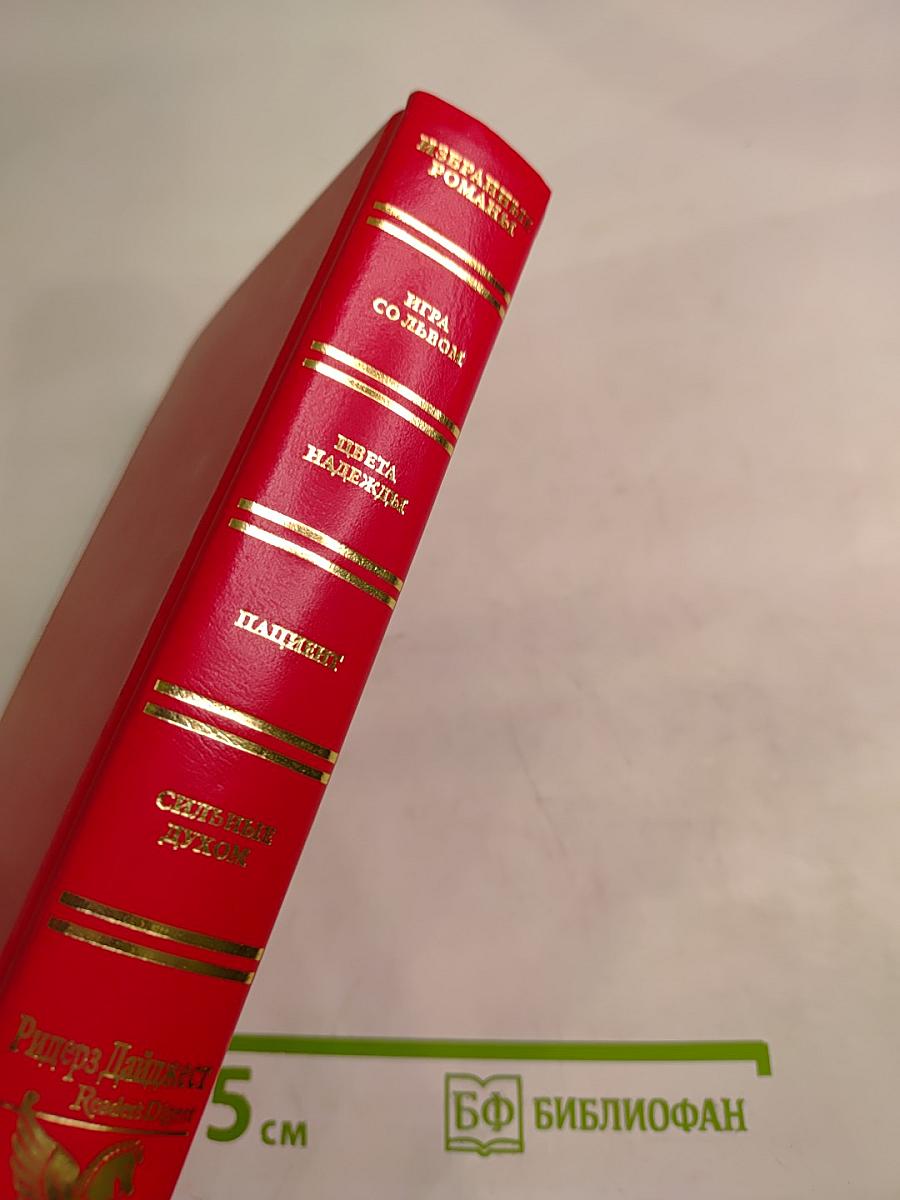 ИЗБРАННЫЕ
РОМАНЫ
ИГРА
СО ЛЬВОМ
ЦВЕТА
НАДЕЖДЫ
ПАЦИЕНТ
СИЛЬНЫЕ
ДУХОМ
Ридерз Дайджест
Reader's Digest
5 см
БФ БИБЛИОФАН